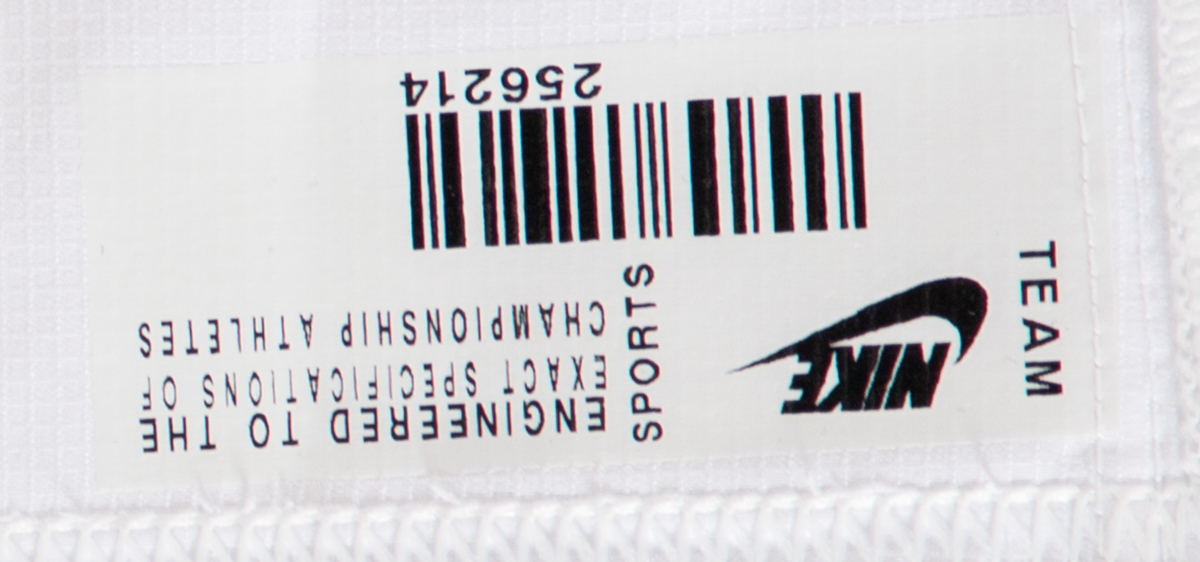 TEAM
NIKE
SPORTS
ENGINEERED TO THE
EXACT SPECIFICATIONS OF
CHAMPIONSHIP ATHLETES
256214